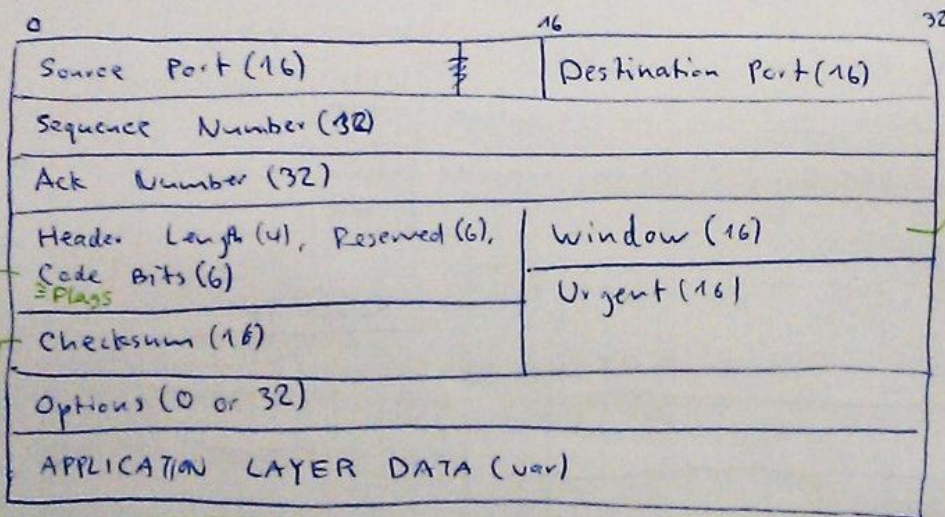 0 16 32
Source Port (16) Destination Port (16)
Sequence Number (32)
Ack Number (32)
Header Length (4), Reserved (6), Window (16)
Code Bits (6)
≡ Flags
Urgent (16)
Checksum (16)
Options (0 or 32)
APPLICATION LAYER DATA (var)